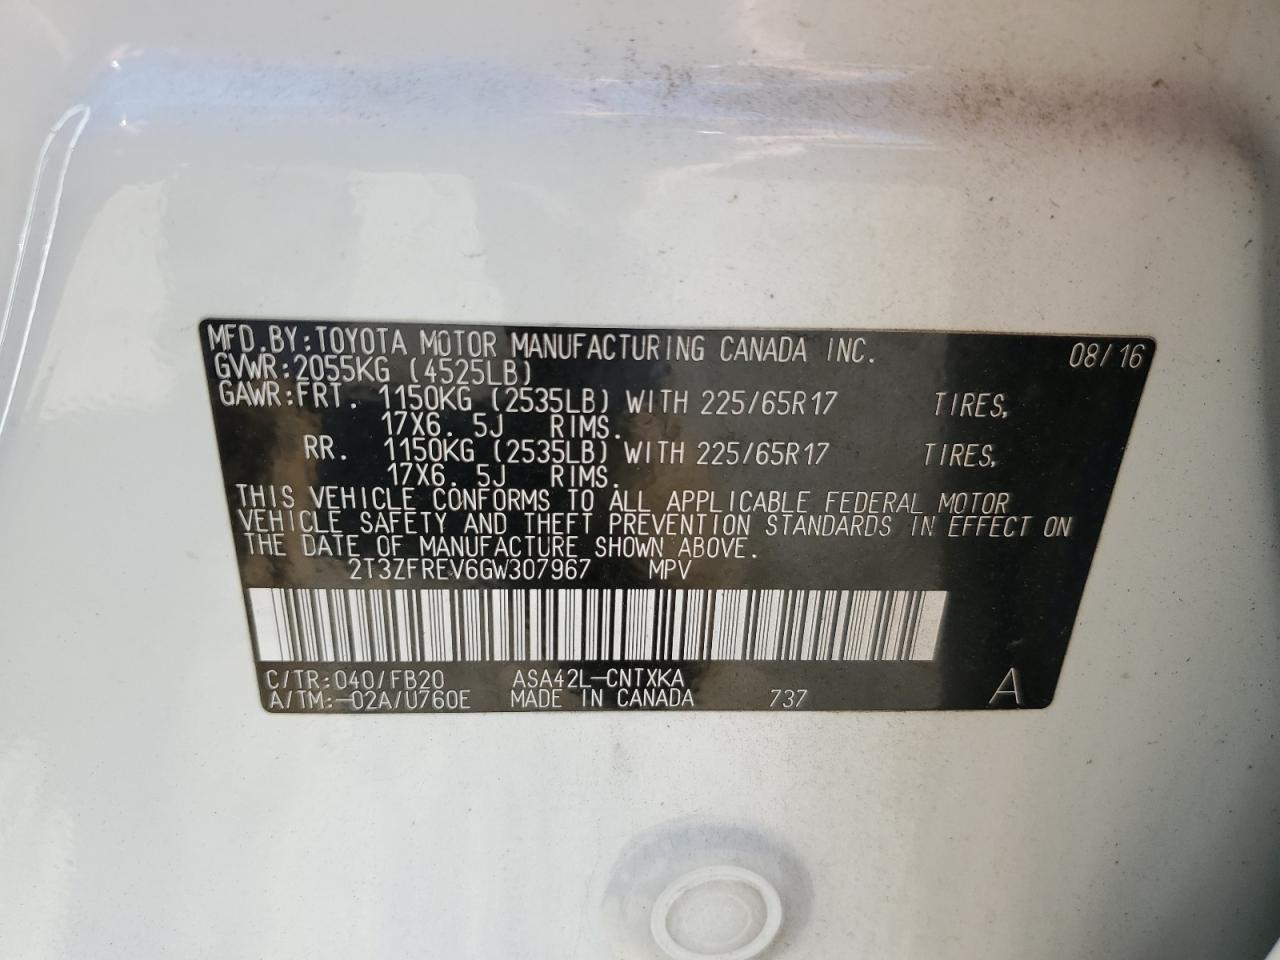 MFD.BY:TOYOTA MOTOR MANUFACTURING CANADA INC. 08/16
GVWR:2055KG (4525LB)
GAWR:FRT. 1150KG (2535LB) WITH 225/65R17 TIRES,
17X6.5J RIMS.
RR. 1150KG (2535LB) WITH 225/65R17 TIRES,
17X6.5J RIMS.
THIS VEHICLE CONFORMS TO ALL APPLICABLE FEDERAL MOTOR
VEHICLE SAFETY AND THEFT PREVENTION STANDARDS IN EFFECT ON
THE DATE OF MANUFACTURE SHOWN ABOVE.
2T3ZFREV6GW307967 MPV
C/TR:040/FB20 ASA42L-CNTXKA
A/TM:-02A/U760E MADE IN CANADA 737 A